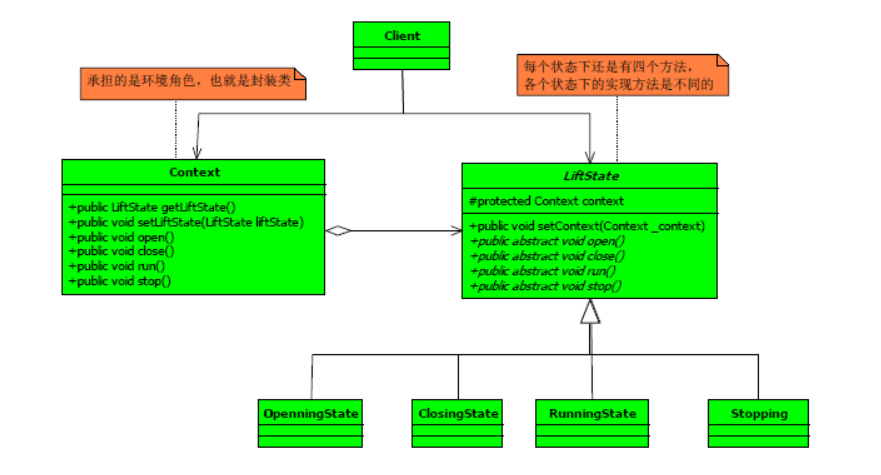 Client
承担的是环境角色，也就是封装类
每个状态下还是有四个方法，
各个状态下的实现方法是不同的
Context
+public LiftState getLiftState()
+public void setLiftState(LiftState liftState)
+public void open()
+public void close()
+public void run()
+public void stop()
LiftState
#protected Context context
+public void setContext(Context _context)
+public abstract void open()
+public abstract void close()
+public abstract void run()
+public abstract void stop()
OpenningState
ClosingState
RunningState
Stopping